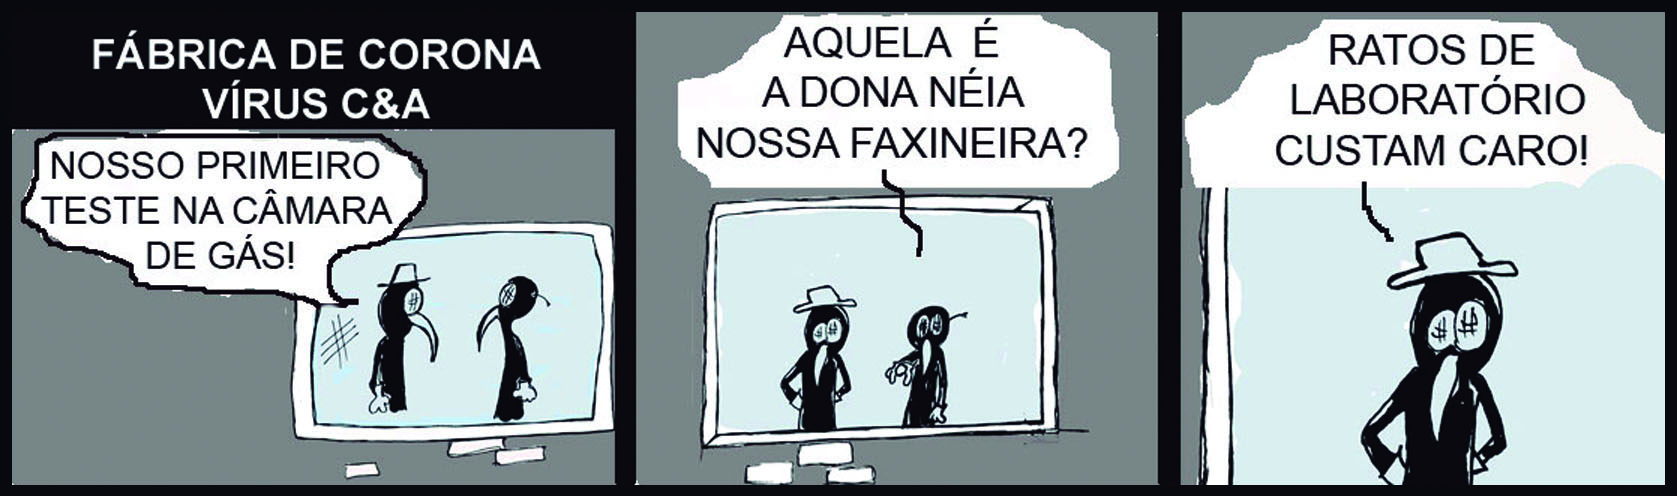 FÁBRICA DE CORONA
VÍRUS C&A
NOSSO PRIMEIRO
TESTE NA CÂMARA
DE GÁS!
AQUELA É
A DONA NÉIA
NOSSA FAXINEIRA?
RATOS DE
LABORATÓRIO
CUSTAM CARO!